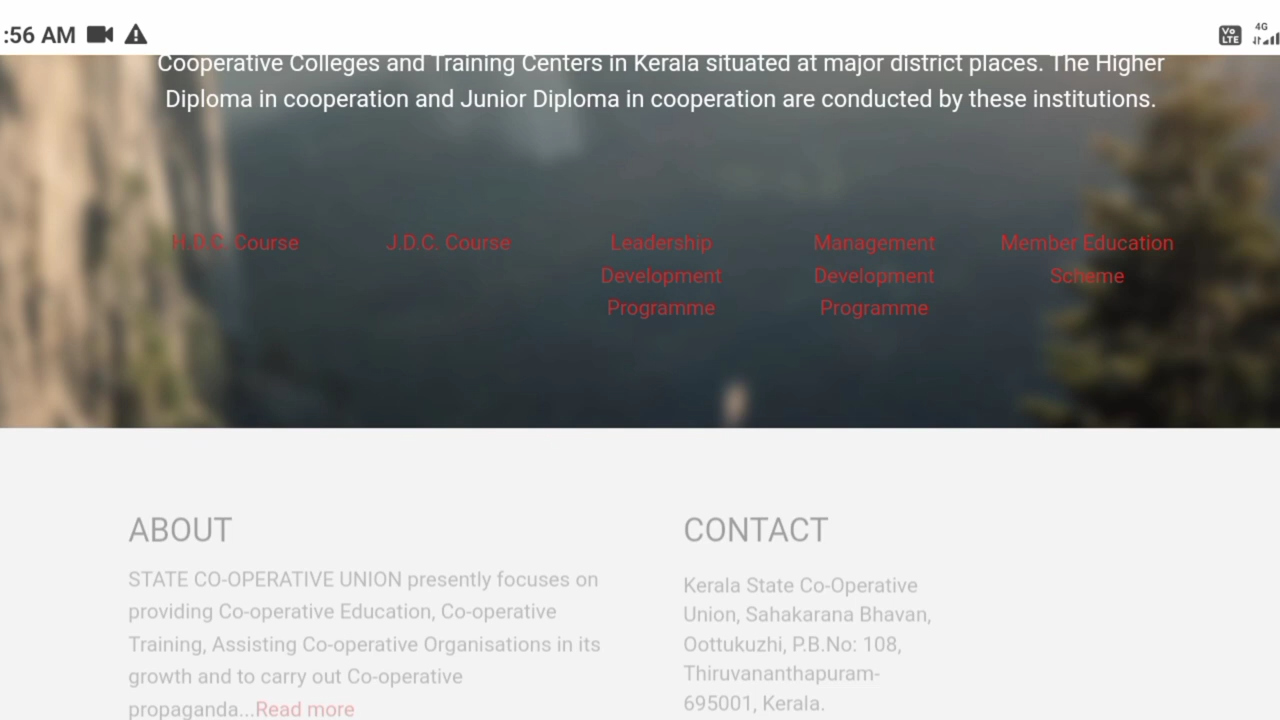 :56 AM
Vo LTE
4G
Cooperative Colleges and Training Centers in Kerala situated at major district places. The Higher
Diploma in cooperation and Junior Diploma in cooperation are conducted by these institutions.
H.D.C. Course
J.D.C. Course
Leadership
Development
Programme
Management
Development
Programme
Member Education
Scheme
ABOUT
STATE CO-OPERATIVE UNION presently focuses on
providing Co-operative Education, Co-operative
Training, Assisting Co-operative Organisations in its
growth and to carry out Co-operative
propaganda...Read more
CONTACT
Kerala State Co-Operative
Union, Sahakarana Bhavan,
Oottukuzhi, P.B.No: 108,
Thiruvananthapuram-
695001, Kerala.